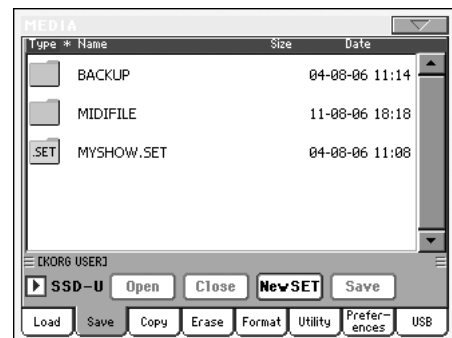 MEDIA
Type * Name Size Date
BACKUP 04-08-06 11:14
MIDIFILE 11-08-06 18:18
.SET MYSHOW.SET 04-08-06 11:08
[KORG USER]
SSD-U Open Close New SET Save
Load Save Copy Erase Format Utility Prefer-ences USB